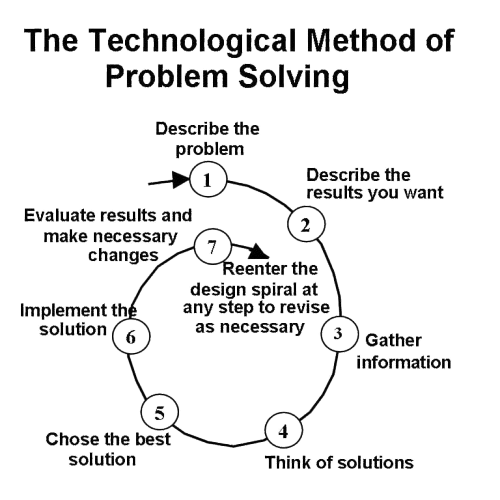 The Technological Method of
Problem Solving
Describe the
problem
1
Describe the
results you want
2
3
Gather
information
4
Think of solutions
5
Chose the best
solution
Implement the
solution
6
Evaluate results and
make necessary
changes
7
Reenter the
design spiral at
any step to revise
as necessary